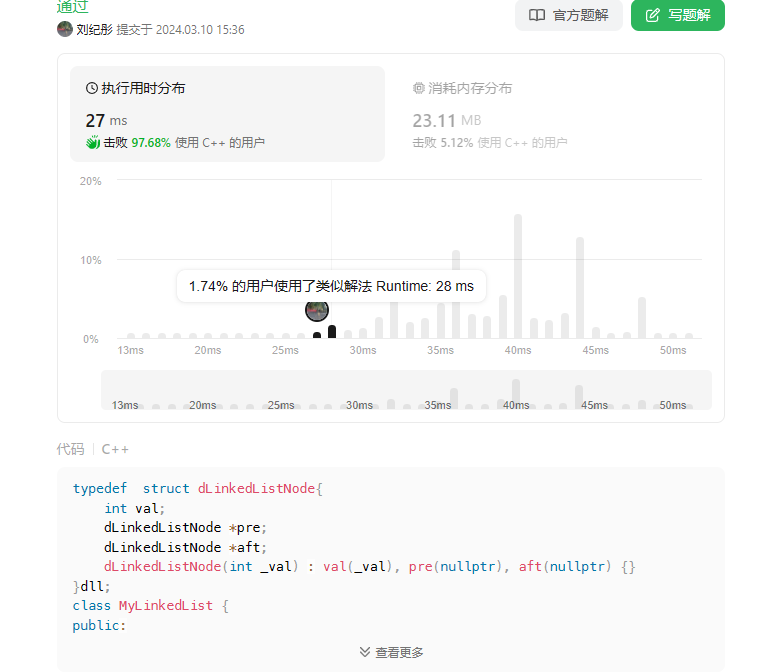 通过
刘纪彤 提交于 2024.03.10 15:36
官方题解
写题解
执行用时分布
27 ms
击败 97.68% 使用 C++ 的用户
消耗内存分布
23.11 MB
击败 5.12% 使用 C++ 的用户
20%
10%
1.74% 的用户使用了类似解法 Runtime: 28 ms
0%
13ms 20ms 25ms 30ms 35ms 40ms 45ms 50ms
13ms 20ms 25ms 30ms 35ms 40ms 45ms 50ms
代码 C++
typedef  struct dLinkedListNode{
    int val;
    dLinkedListNode *pre;
    dLinkedListNode *aft;
    dLinkedListNode(int _val) : val(_val), pre(nullptr), aft(nullptr) {}
}dll;
class MyLinkedList {
public:
查看更多